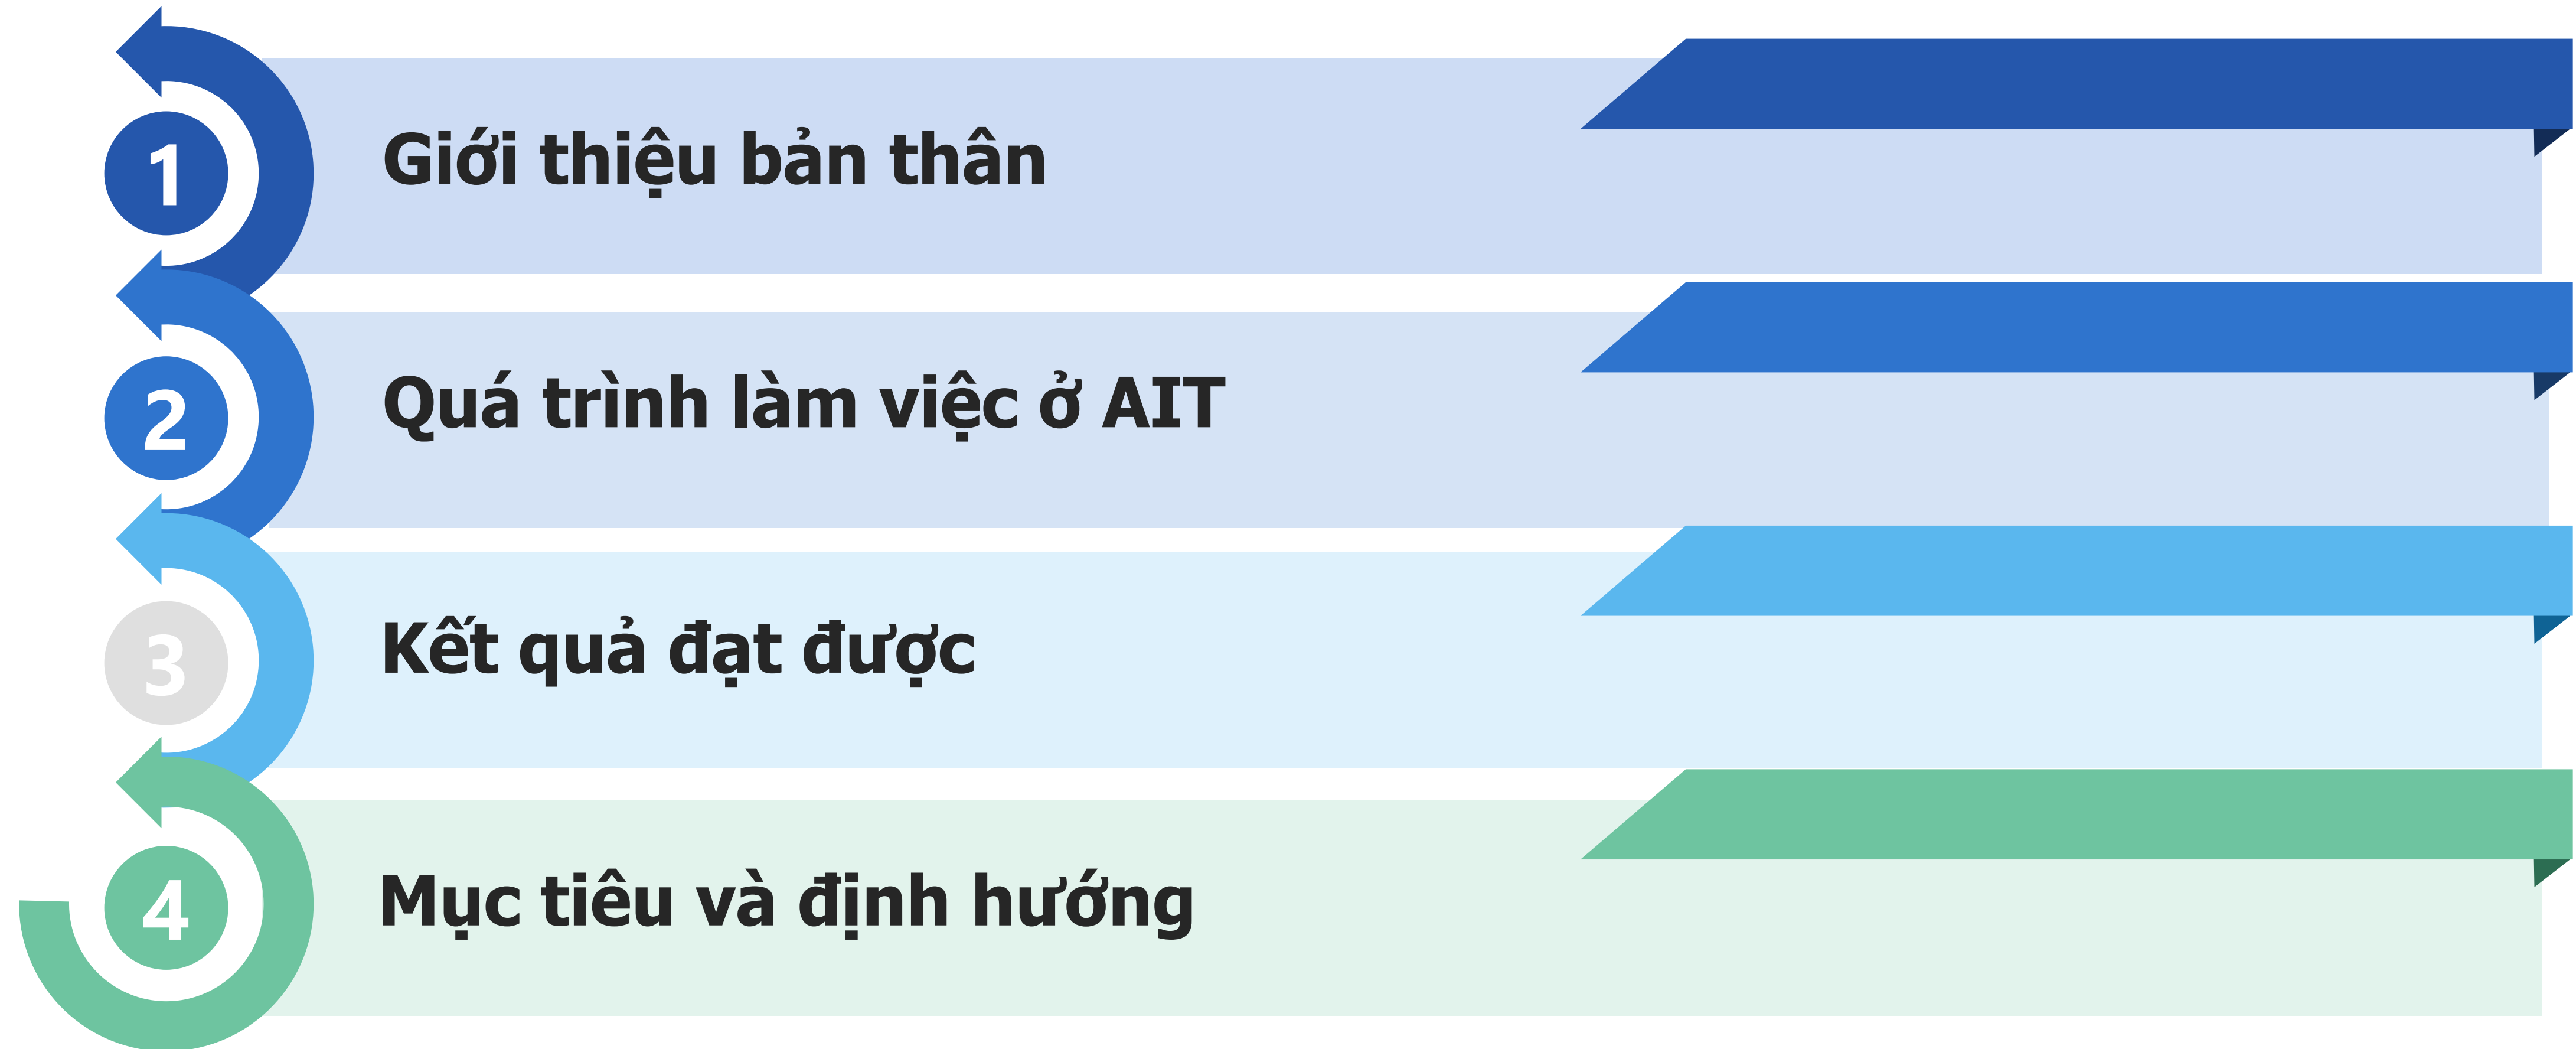 1
Giới thiệu bản thân
2
Quá trình làm việc ở AIT
3
Kết quả đạt được
4
Mục tiêu và định hướng